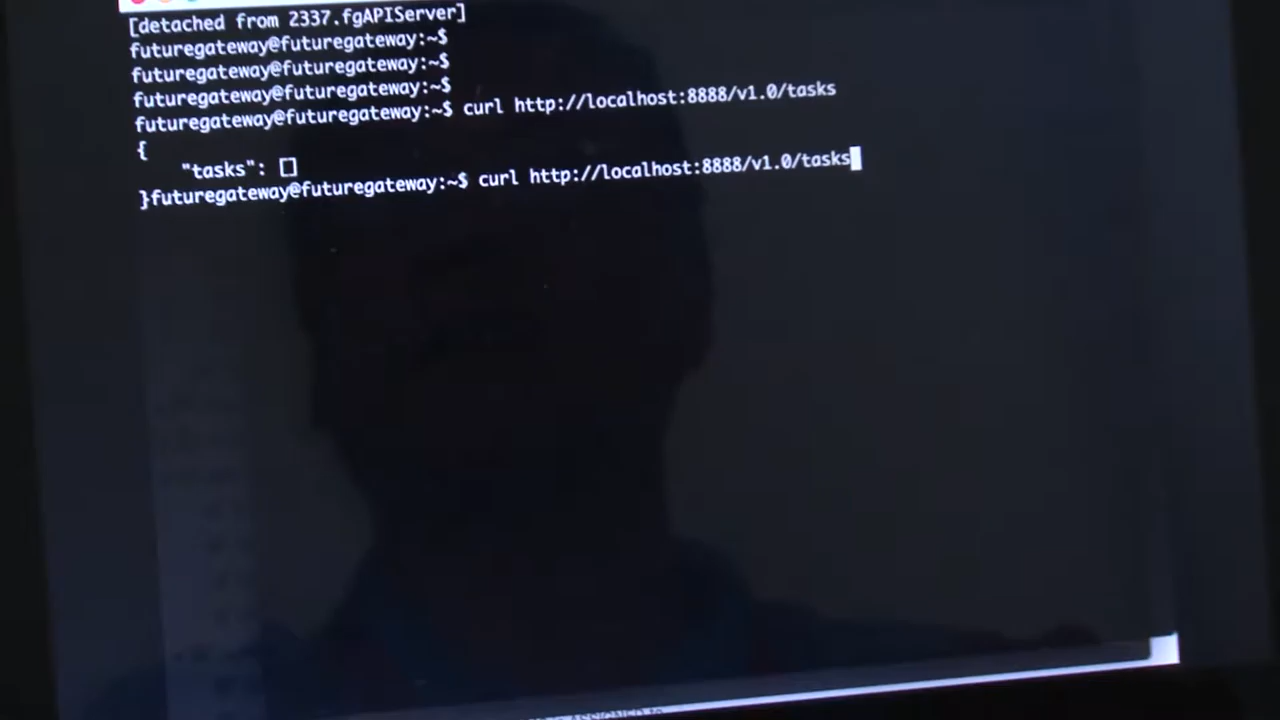 [detached from 2337.fgAPIServer]
futuregateway@futuregateway:~$
futuregateway@futuregateway:~$
futuregateway@futuregateway:~$
futuregateway@futuregateway:~$ curl http://localhost:8888/v1.0/tasks
{
"tasks": []
}futuregateway@futuregateway:~$ curl http://localhost:8888/v1.0/tasks